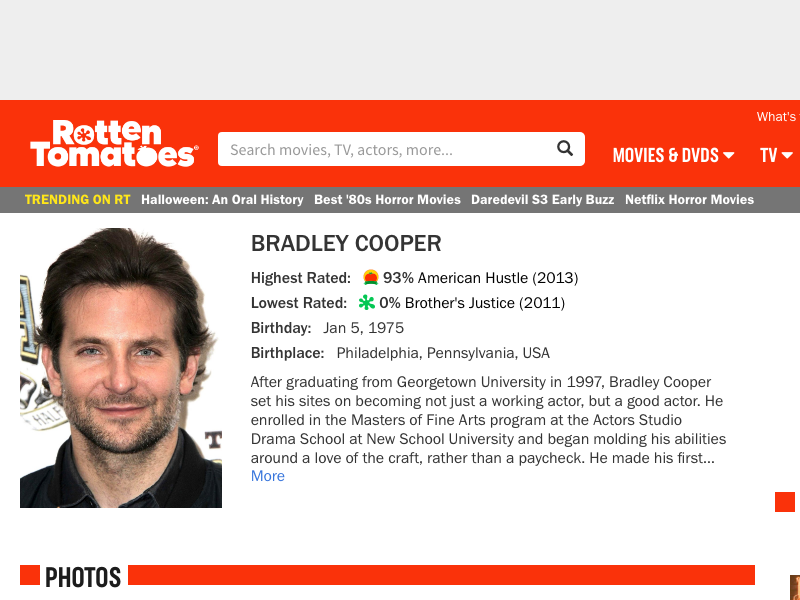 What's
Rotten
Tomatoes®
Search movies, TV, actors, more...
MOVIES & DVDS
TV
TRENDING ON RT Halloween: An Oral History Best '80s Horror Movies Daredevil S3 Early Buzz Netflix Horror Movies
BRADLEY COOPER
Highest Rated: 93% American Hustle (2013)
Lowest Rated: 0% Brother's Justice (2011)
Birthday: Jan 5, 1975
Birthplace: Philadelphia, Pennsylvania, USA
After graduating from Georgetown University in 1997, Bradley Cooper
set his sites on becoming not just a working actor, but a good actor. He
enrolled in the Masters of Fine Arts program at the Actors Studio
Drama School at New School University and began molding his abilities
around a love of the craft, rather than a paycheck. He made his first...
More
PHOTOS